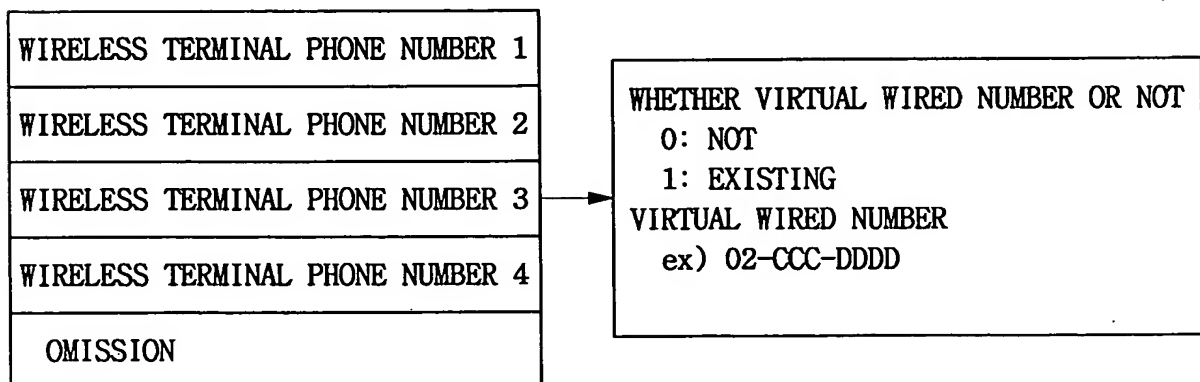 WIRELESS TERMINAL PHONE NUMBER 1
WIRELESS TERMINAL PHONE NUMBER 2
WIRELESS TERMINAL PHONE NUMBER 3
WIRELESS TERMINAL PHONE NUMBER 4
OMISSION
WHETHER VIRTUAL WIRED NUMBER OR NOT
0: NOT
1: EXISTING
VIRTUAL WIRED NUMBER
ex) 02-CCC-DDDD